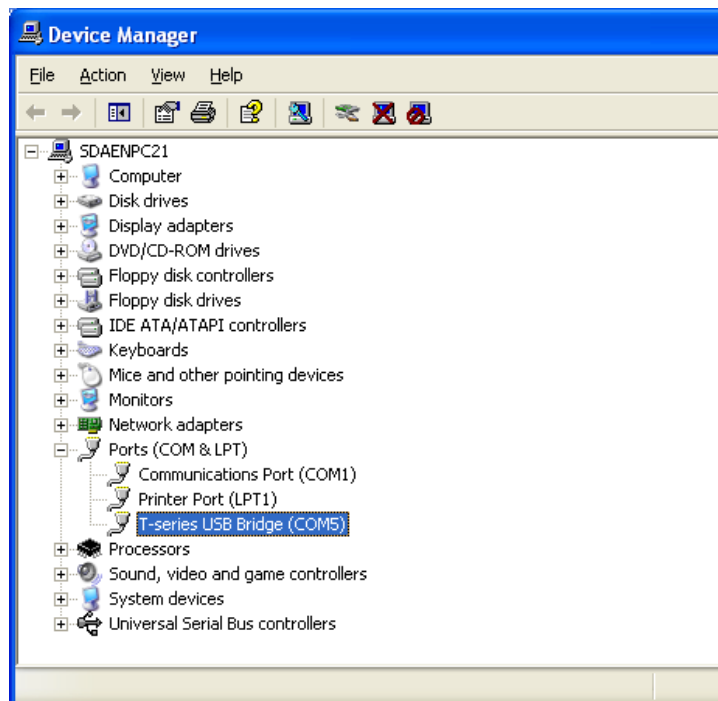 Device Manager
File Action View Help
SDAENPC21
Computer
Disk drives
Display adapters
DVD/CD-ROM drives
Floppy disk controllers
Floppy disk drives
IDE ATA/ATAPI controllers
Keyboards
Mice and other pointing devices
Monitors
Network adapters
Ports (COM & LPT)
Communications Port (COM1)
Printer Port (LPT1)
T-series USB Bridge (COM5)
Processors
Sound, video and game controllers
System devices
Universal Serial Bus controllers